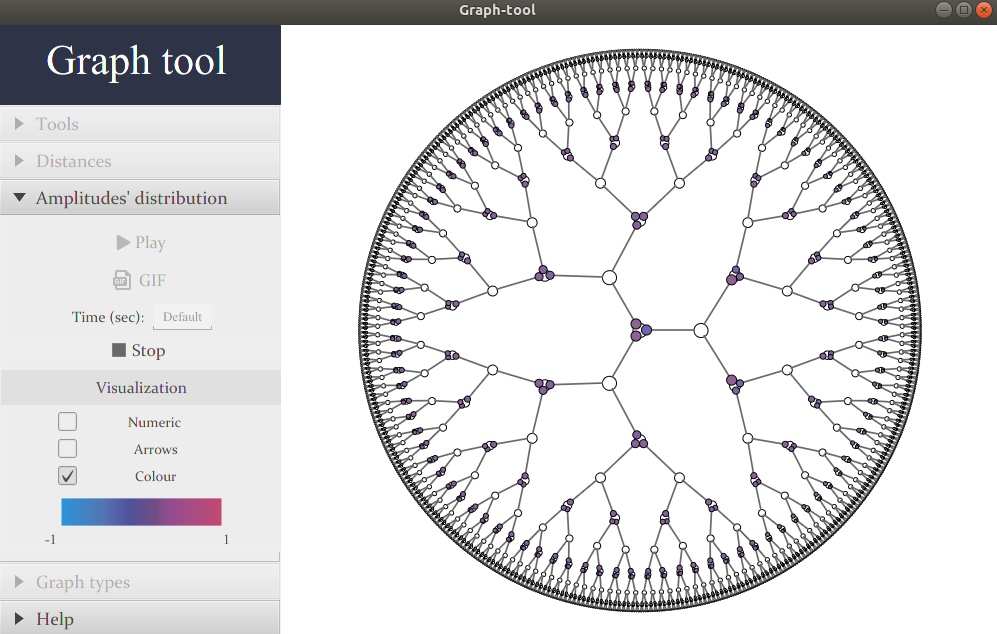 Graph-tool
Graph tool
Tools
Distances
Amplitudes' distribution
Play
GIF
GIF
Time (sec): Default
Stop
Visualization
Numeric
Arrows
Colour
-1 1
Graph types
Help